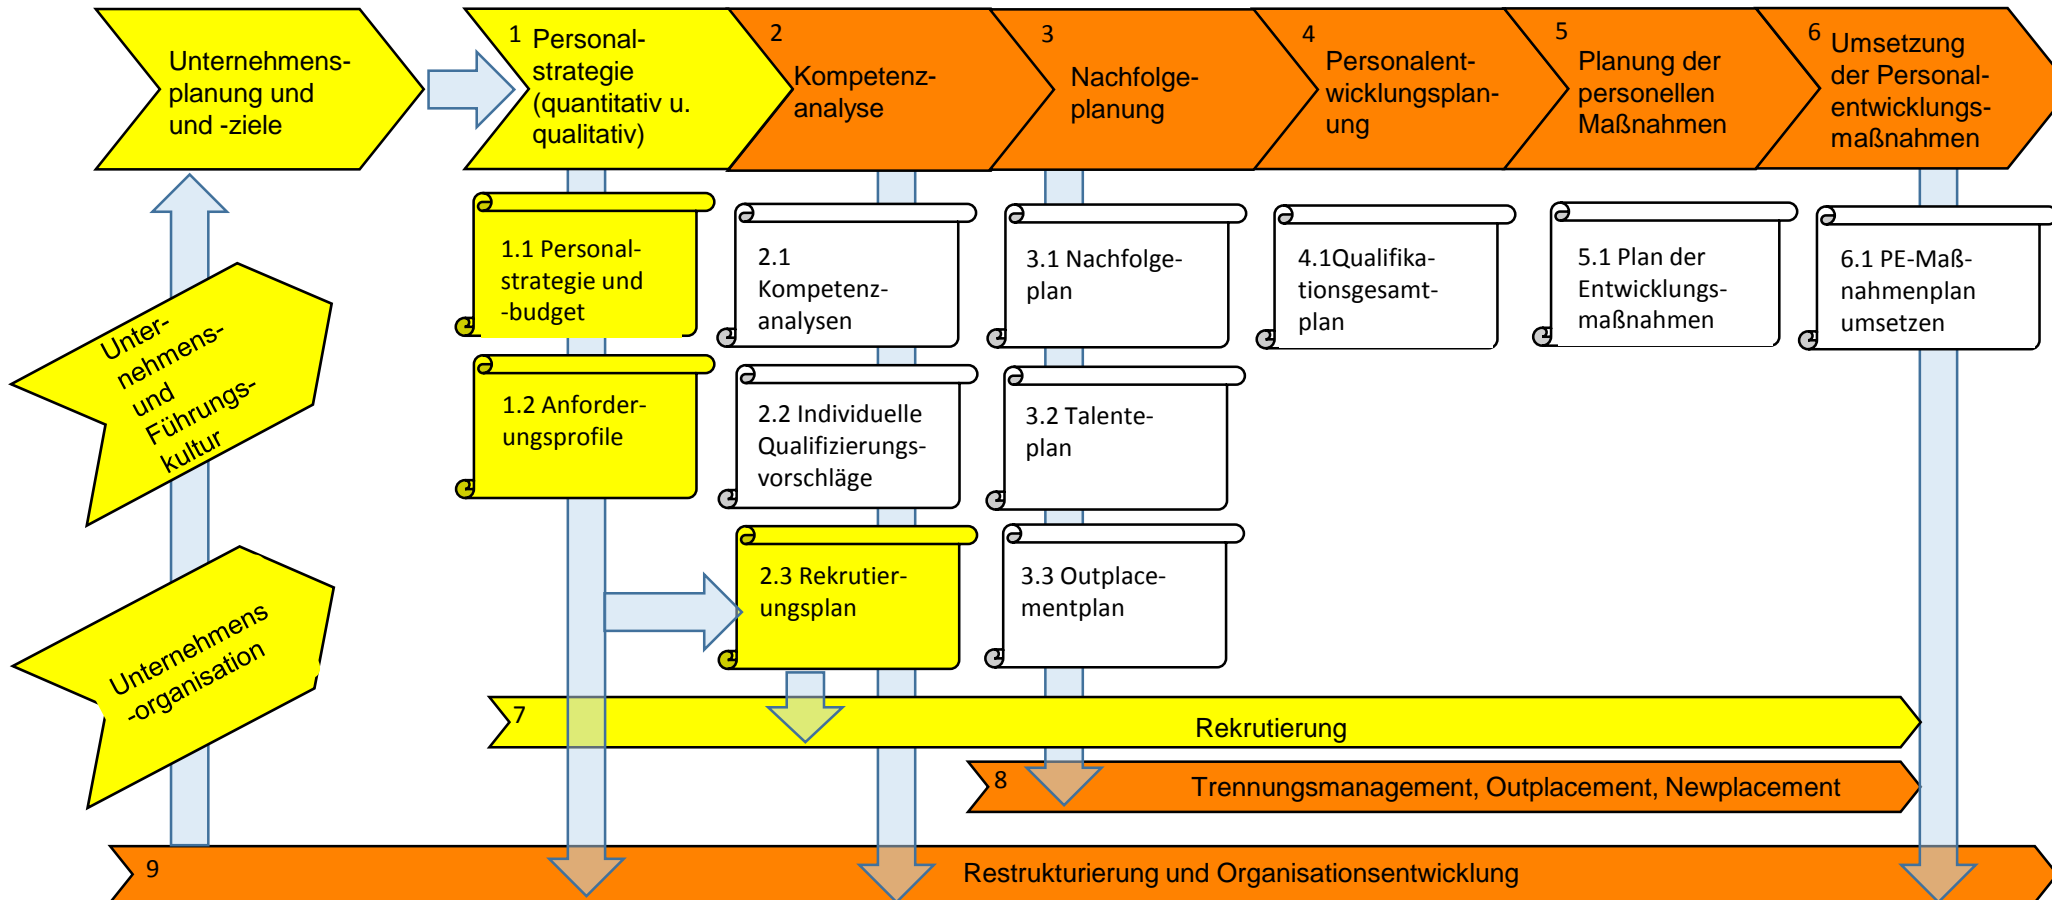 Unternehmens-
planung und
und -ziele
1
Personal-
strategie
(quantitativ u.
qualitativ)
2
Kompetenz-
analyse
3
Nachfolge-
planung
4
Personalent-
wicklungsplan-
ung
5
Planung der
personellen
Maßnahmen
6
Umsetzung
der Personal-
entwicklungs-
maßnahmen
Unter-
nehmens-
und
Führungs-
kultur
Unternehmens
-organisation
1.1 Personal-
strategie und
-budget
1.2 Anforder-
ungsprofile
2.1
Kompetenz-
analysen
2.2 Individuelle
Qualifizierungs-
vorschläge
2.3 Rekrutier-
ungsplan
3.1 Nachfolge-
plan
3.2 Talente-
plan
3.3 Outplace-
mentplan
4.1Qualifika-
tionsgesamt-
plan
5.1 Plan der
Entwicklungs-
maßnahmen
6.1 PE-Maß-
nahmenplan
umsetzen
7
Rekrutierung
8
Trennungsmanagement, Outplacement, Newplacement
9
Restrukturierung und Organisationsentwicklung